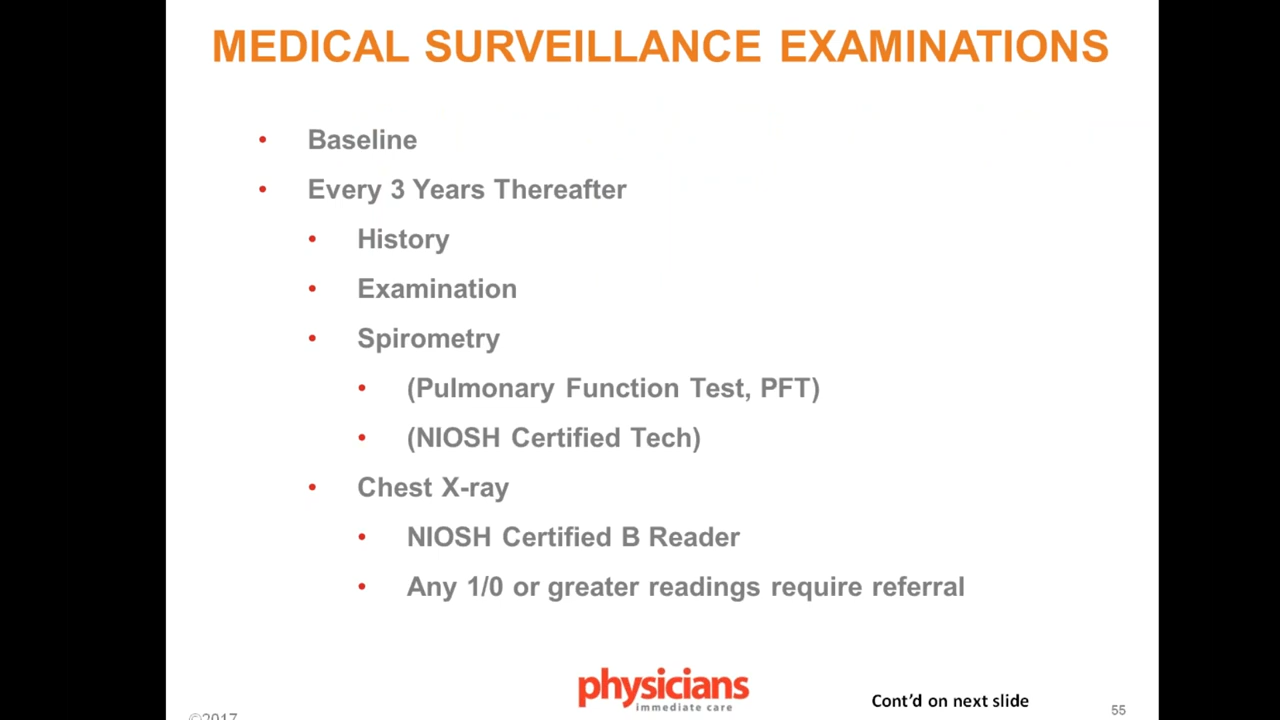 MEDICAL SURVEILLANCE EXAMINATIONS
• Baseline
• Every 3 Years Thereafter
• History
• Examination
• Spirometry
• (Pulmonary Function Test, PFT)
• (NIOSH Certified Tech)
• Chest X-ray
• NIOSH Certified B Reader
• Any 1/0 or greater readings require referral
physicians
immediate care
Cont'd on next slide
55
©2017